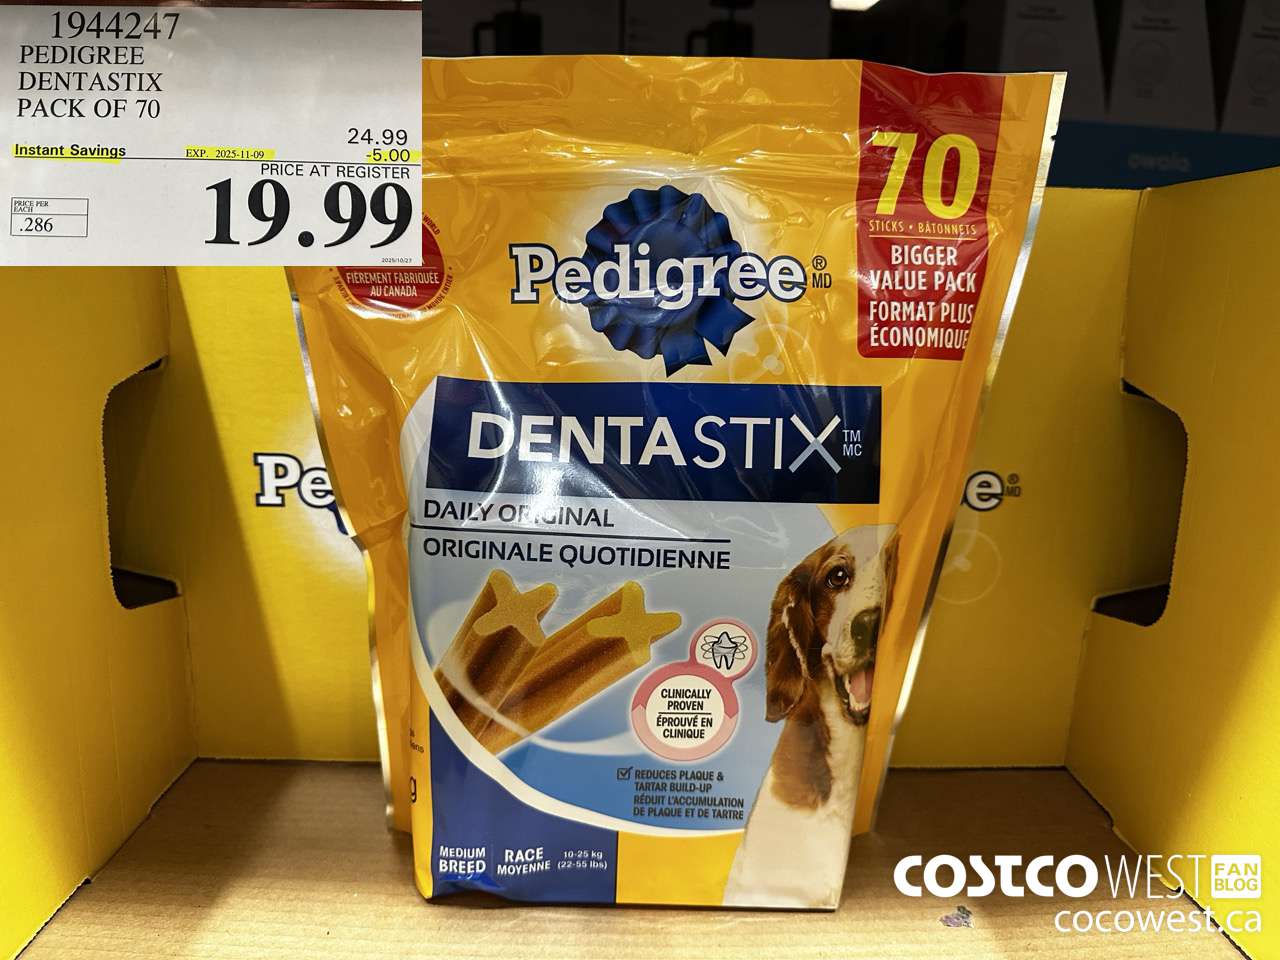 1944247
PEDIGREE
DENTASTIX
PACK OF 70
24.99
Instant Savings EXP. 2025-11-09 -5.00
PRICE AT REGISTER
PRICE PER
EACH
.286
19.99
2025/10/27
FIÈREMENT FABRIQUÉE
AU CANADA
70
STICKS • BÂTONNETS
BIGGER
VALUE PACK
FORMAT PLUS
ÉCONOMIQUE
Pedigree® MD
DENTASTIX TM MC
DAILY ORIGINAL
ORIGINALE QUOTIDIENNE
Pe
e® MD
CLINICALLY
PROVEN
ÉPROUVÉ EN
CLINIQUE
REDUCES PLAQUE &
TARTAR BUILD-UP
RÉDUIT L'ACCUMULATION
DE PLAQUE ET DE TARTRE
g
MEDIUM
BREED
RACE
MOYENNE
10-25 kg
(22-55 lbs)
owala
COSTCO WEST FAN BLOG
cocowest.ca